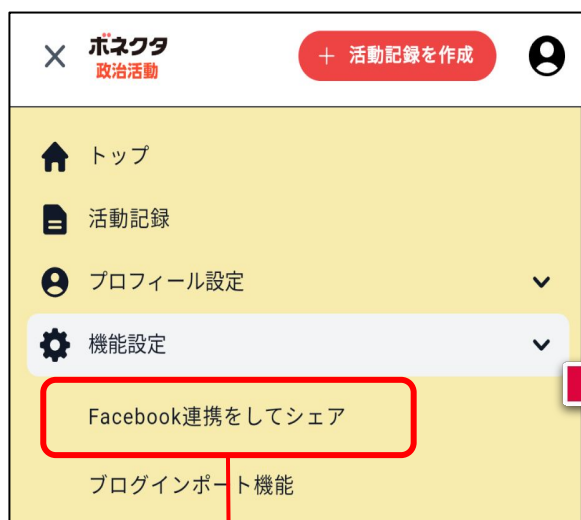 ボネクタ
政治活動
+ 活動記録を作成
トップ
活動記録
プロフィール設定
機能設定
Facebook連携をしてシェア
ブログインポート機能